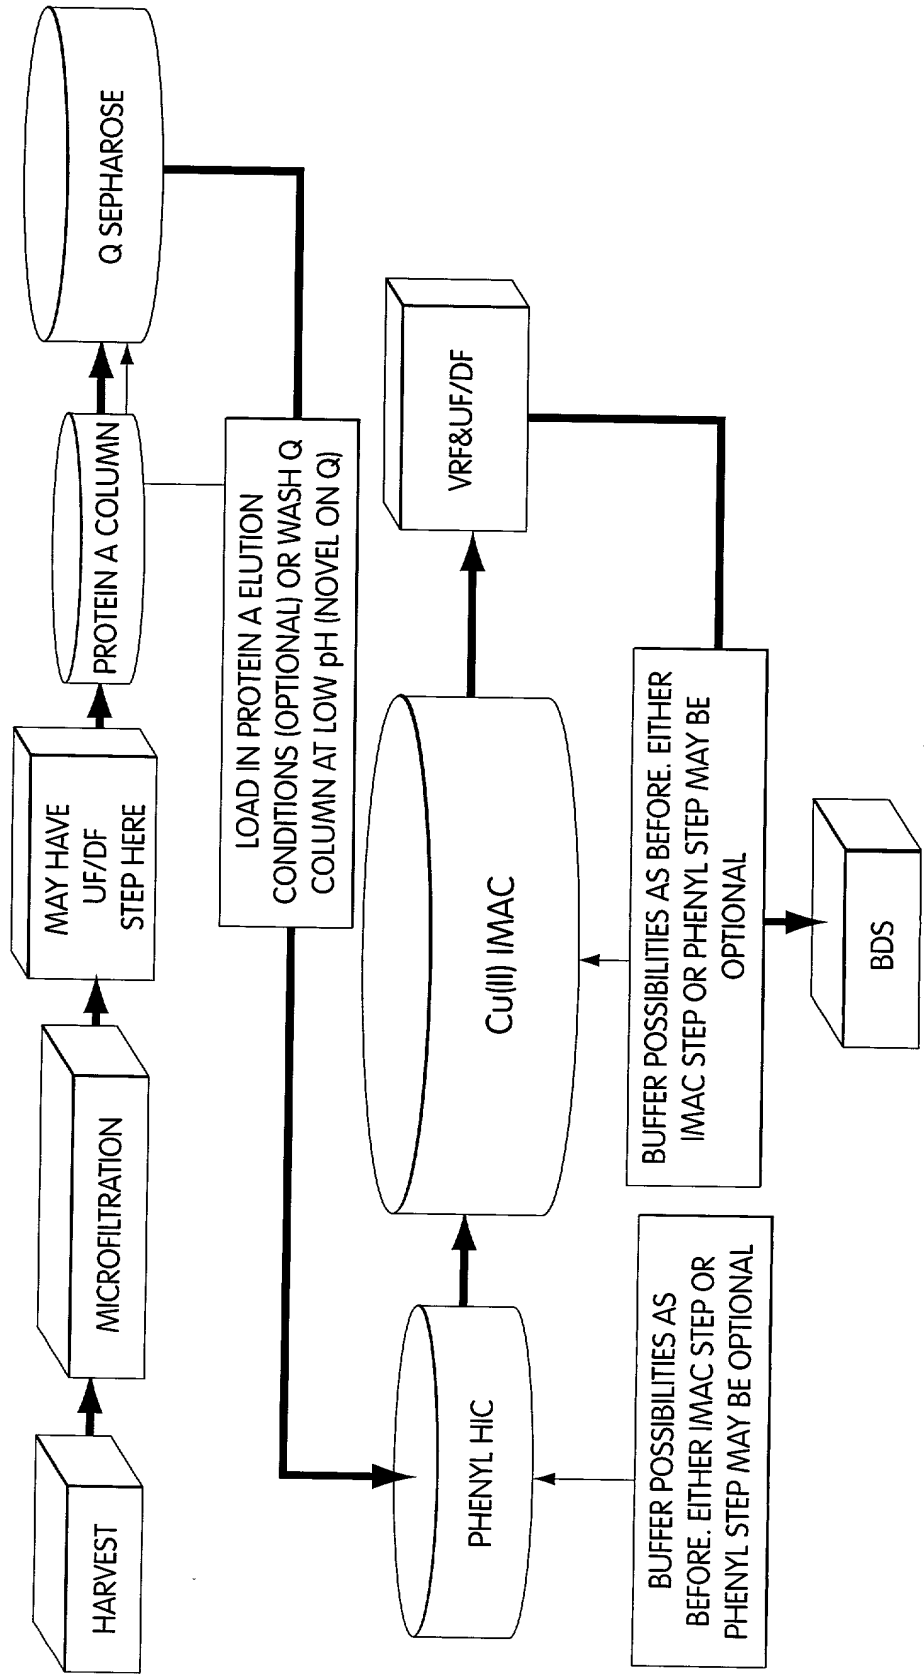 HARVEST
MICROFILTRATION
MAY HAVE
UF/DF
STEP HERE
PROTEIN A COLUMN
Q SEPHAROSE
LOAD IN PROTEIN A ELUTION
CONDITIONS (OPTIONAL) OR WASH Q
COLUMN AT LOW pH (NOVEL ON Q)
PHENYL HIC
Cu(II) IMAC
VRF&UF/DF
BUFFER POSSIBILITIES AS
BEFORE. EITHER IMAC STEP OR
PHENYL STEP MAY BE OPTIONAL
BUFFER POSSIBILITIES AS BEFORE. EITHER
IMAC STEP OR PHENYL STEP MAY BE
OPTIONAL
BDS